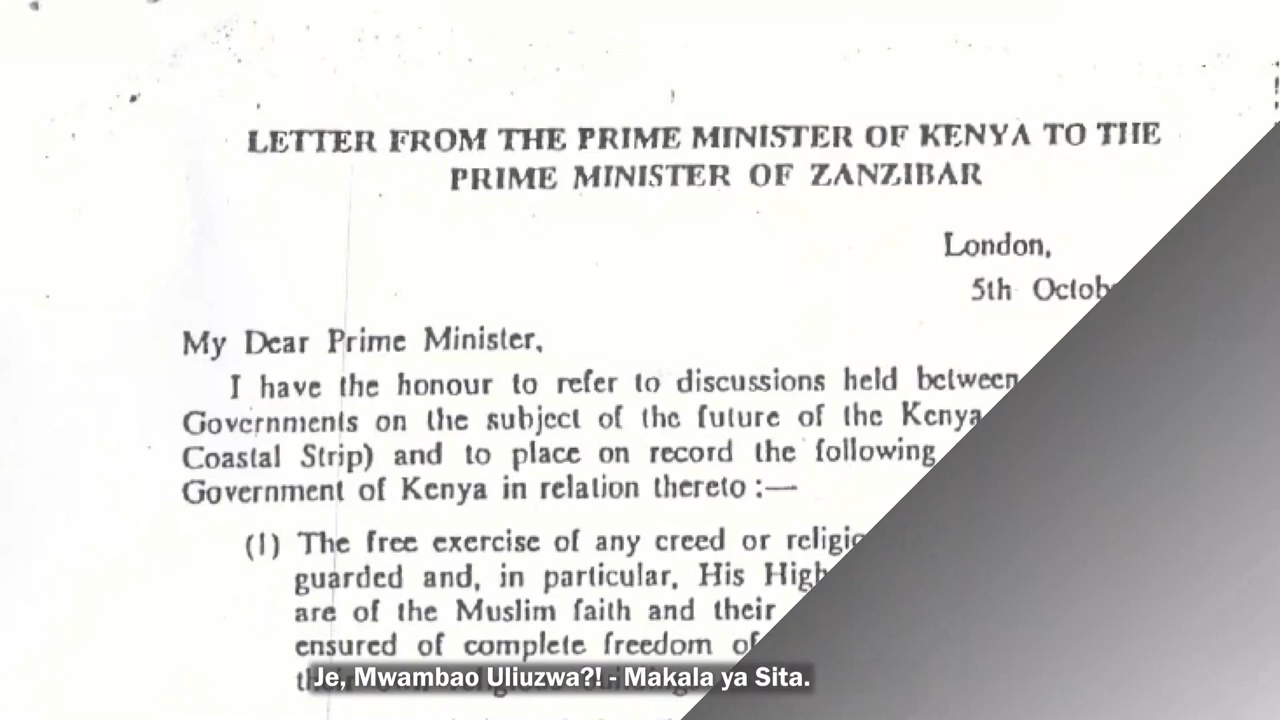 LETTER FROM THE PRIME MINISTER OF KENYA TO THE
PRIME MINISTER OF ZANZIBAR
London,
5th
My Dear Prime Minister,
I have the honour to refer to discussions held between
Governments on the subject of the future of the Kenya
Coastal Strip) and to place on record the following
Government of Kenya in relation thereto :—
(1) The free exercise of any creed or
guarded and, in particular, His
are of the Muslim faith and their
ensured of complete freedom of
Je, Mwambao Uliuzwa?! - Makala ya Sita.